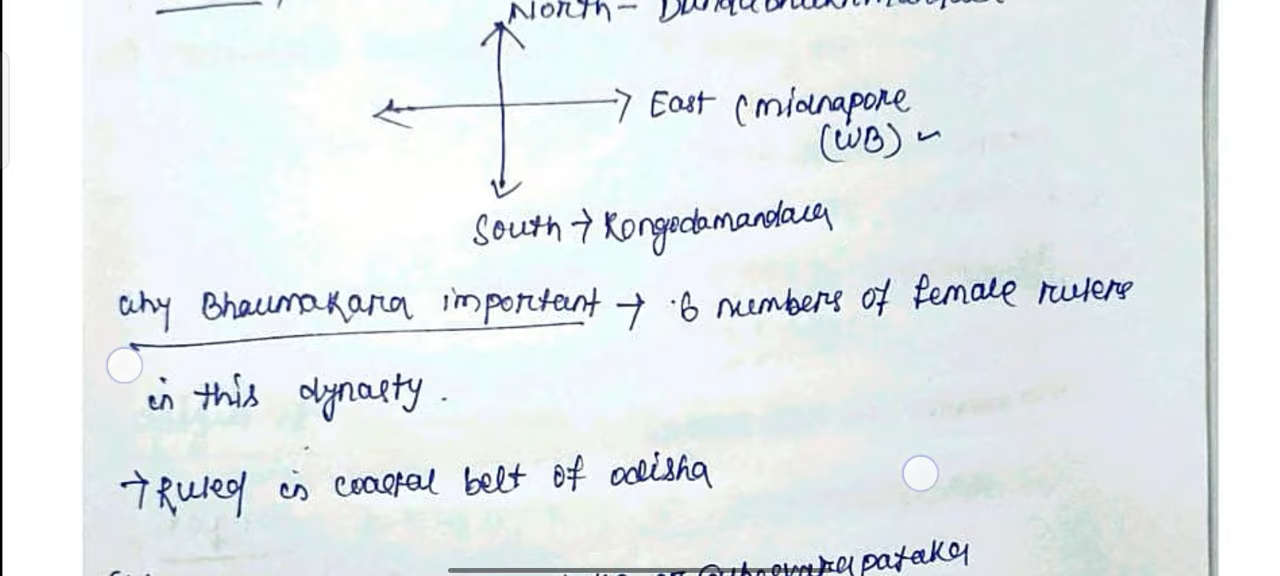 North -
East (midnapore
(WB)
South → Kongodamandala
why Bhaumakara important → 6 numbers of female rulers
in this dynasty.
→ Ruled in coastal belt of odisha